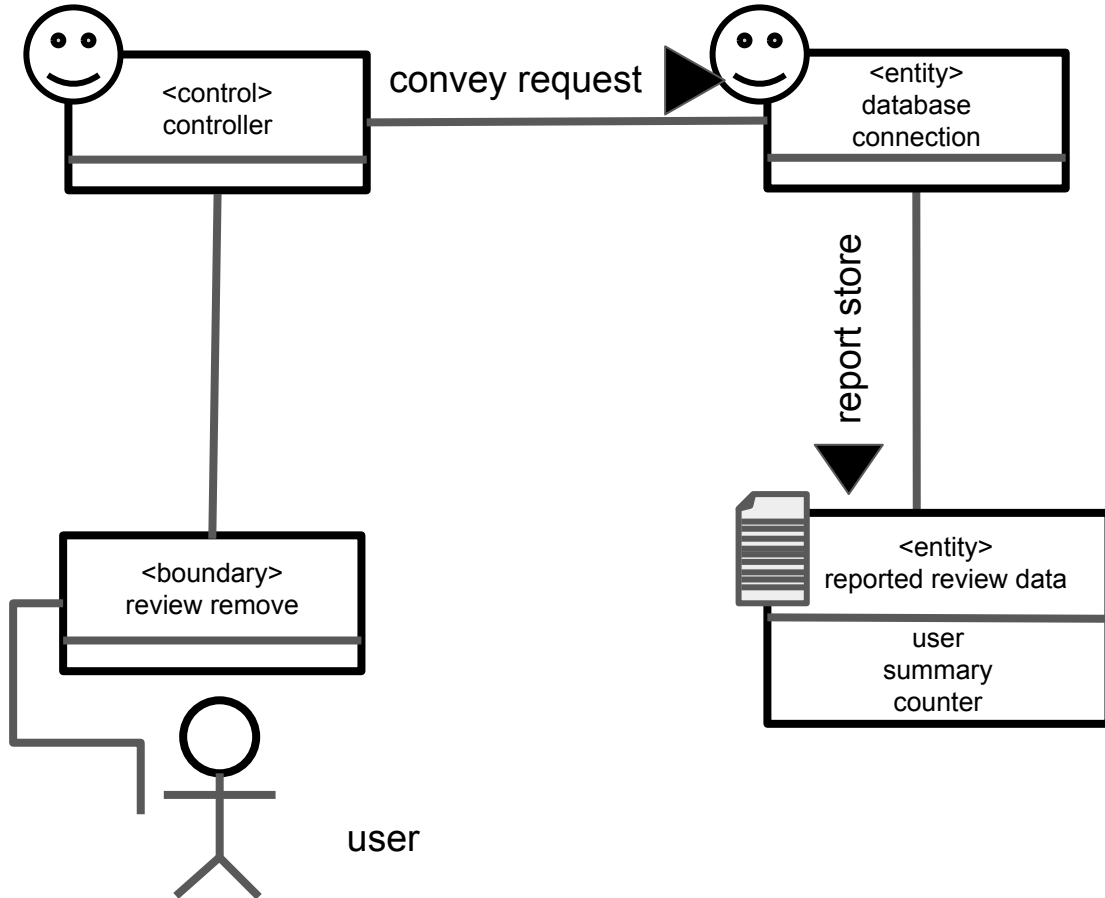 <control>
controller
convey request
<entity>
database
connection
report store
<boundary>
review remove
<entity>
reported review data
user
summary
counter
user